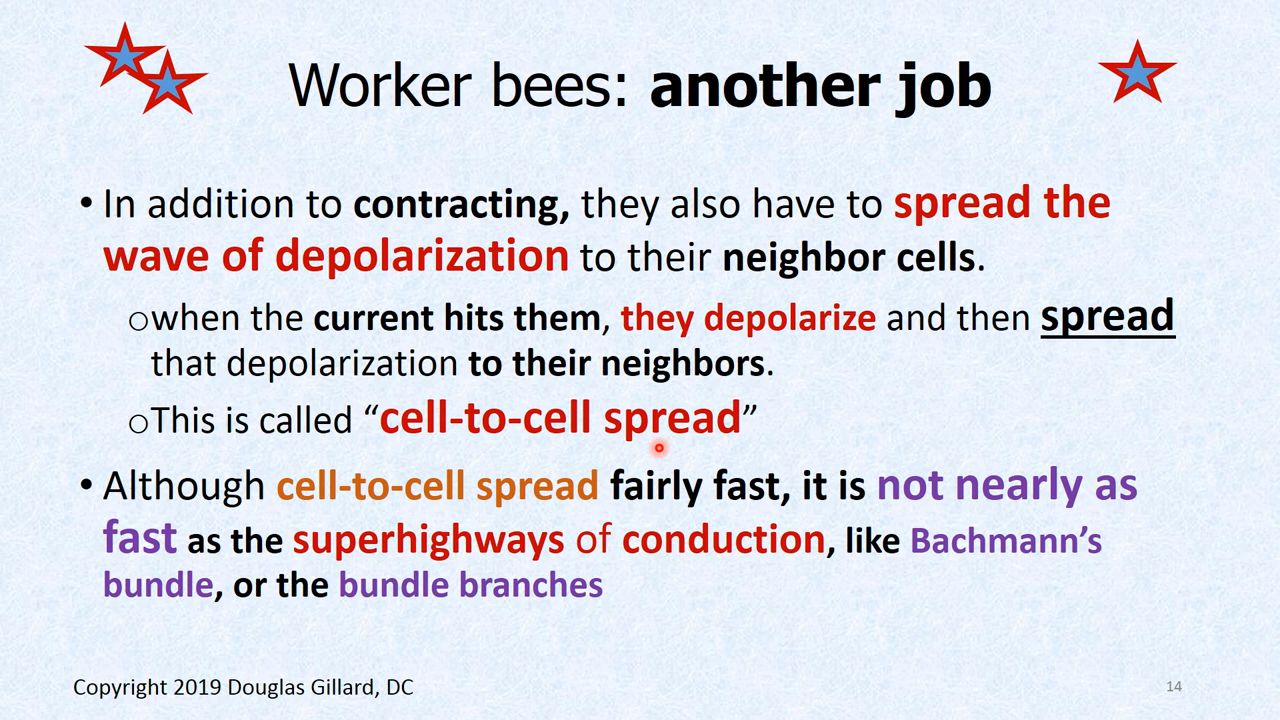 Worker bees: another job
• In addition to contracting, they also have to spread the
wave of depolarization to their neighbor cells.
○when the current hits them, they depolarize and then spread
that depolarization to their neighbors.
○This is called “cell-to-cell spread”
• Although cell-to-cell spread fairly fast, it is not nearly as
fast as the superhighways of conduction, like Bachmann’s
bundle, or the bundle branches
Copyright 2019 Douglas Gillard, DC
14